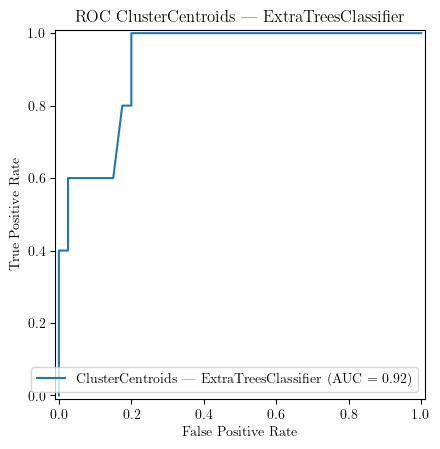 ROC ClusterCentroids — ExtraTreesClassifier
1.0
0.8
0.6
0.4
0.2
0.0
True Positive Rate
ClusterCentroids — ExtraTreesClassifier (AUC = 0.92)
0.0 0.2 0.4 0.6 0.8 1.0
False Positive Rate